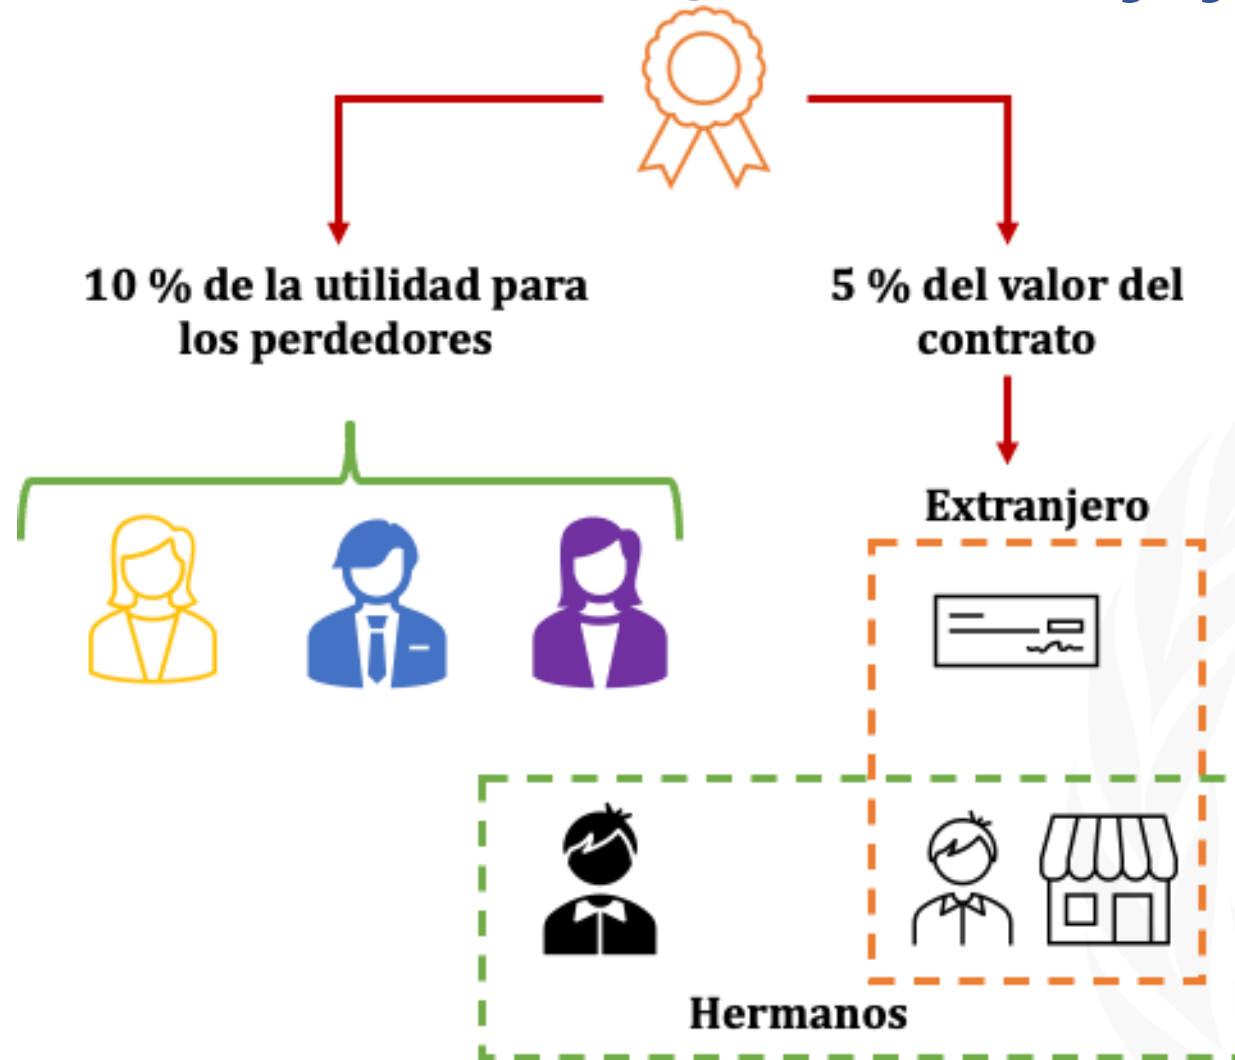 10 % de la utilidad para
los perdedores
5 % del valor del
contrato
Extranjero
Hermanos